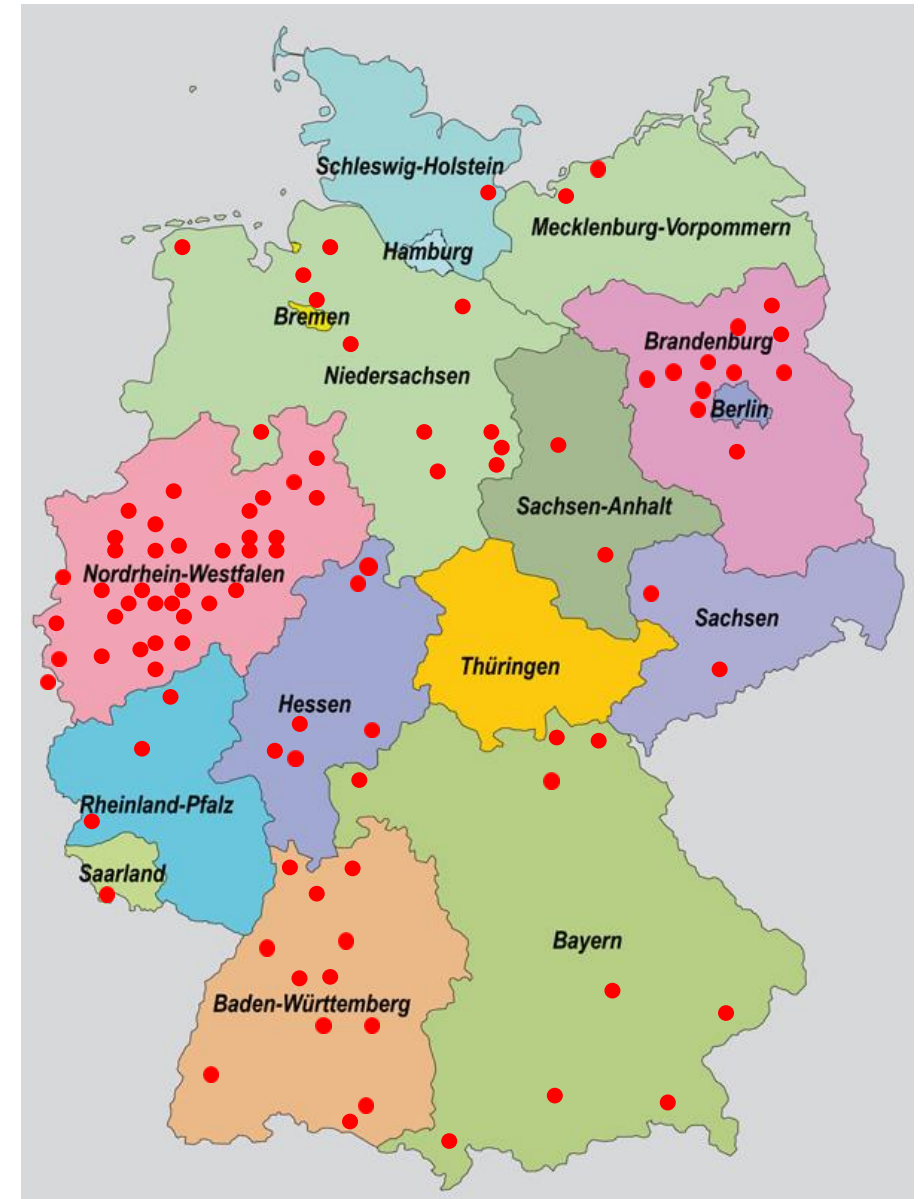 Schleswig-Holstein
Mecklenburg-Vorpommern
Hamburg
Bremen
Brandenburg
Niedersachsen
Berlin
Sachsen-Anhalt
Nordrhein-Westfalen
Sachsen
Thüringen
Hessen
Rheinland-Pfalz
Saarland
Bayern
Baden-Württemberg